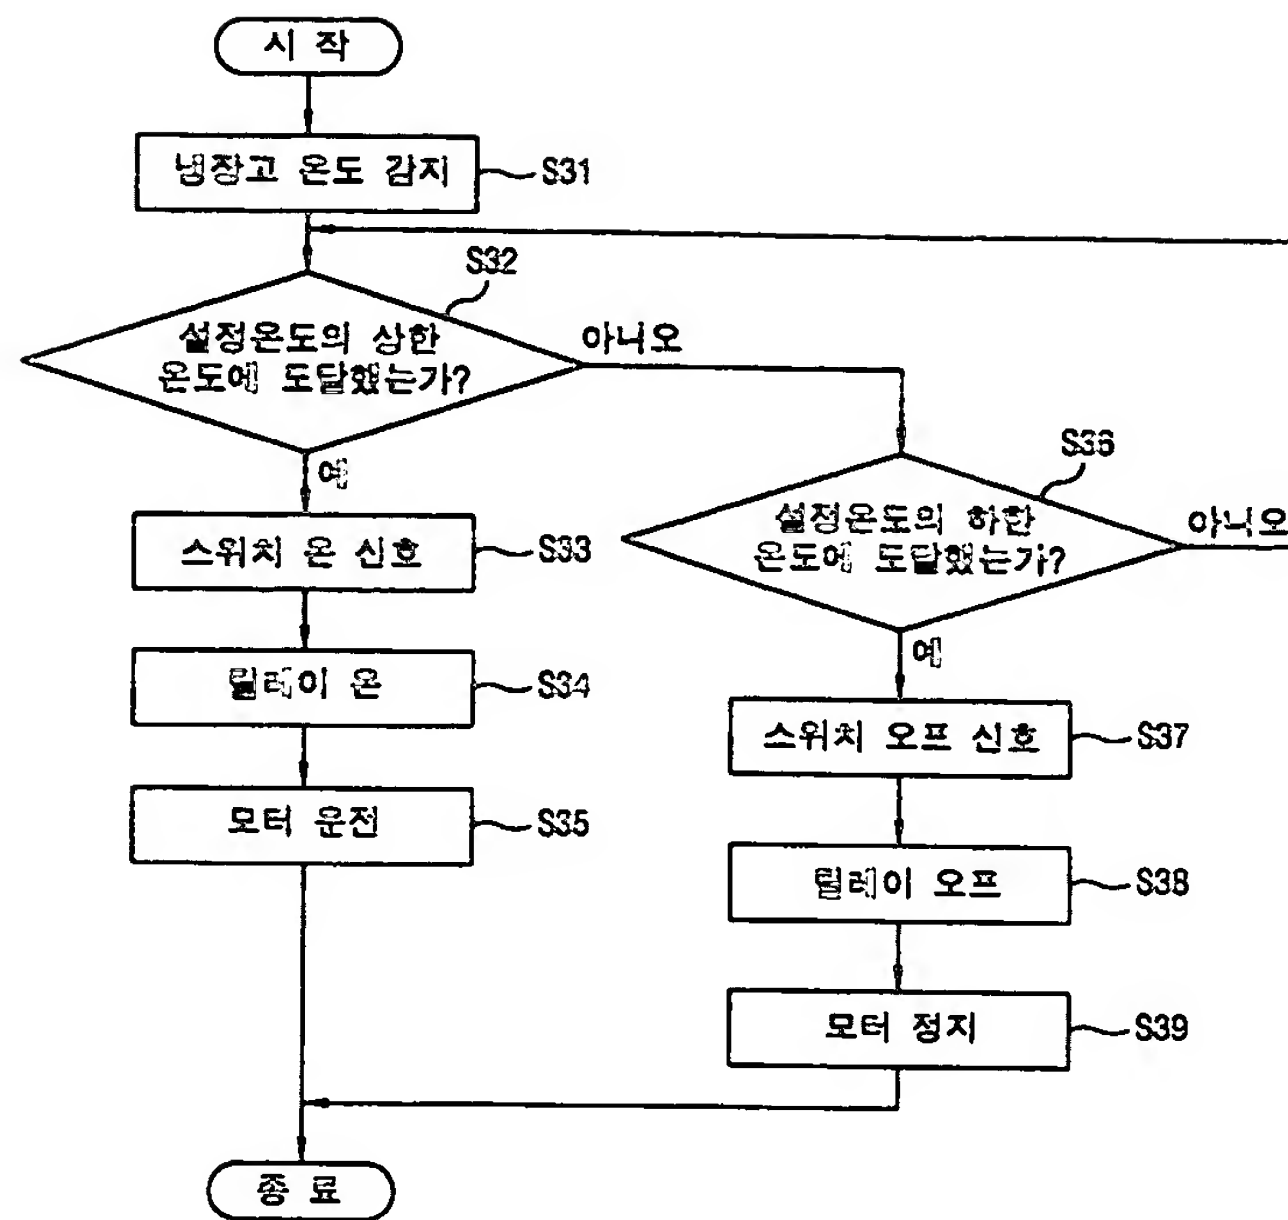 시 작
냉장고 온도 감지
S31
S32
설정온도의 상한
온도에 도달했는가?
아니오
예
S36
설정온도의 하한
온도에 도달했는가?
아니오
스위치 온 신호
S33
예
릴레이 온
S34
스위치 오프 신호
S37
모터 운전
S35
릴레이 오프
S38
모터 정지
S39
종 료